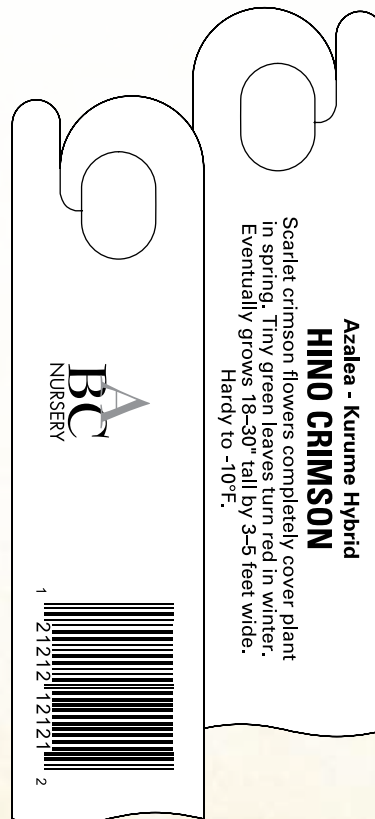 Azalea - Kurume Hybrid
HINO CRIMSON
Scarlet crimson flowers completely cover plant
in spring. Tiny green leaves turn red in winter.
Eventually grows 18–30" tall by 3–5 feet wide.
Hardy to -10°F.
ABC
NURSERY
1 21212 12121 2